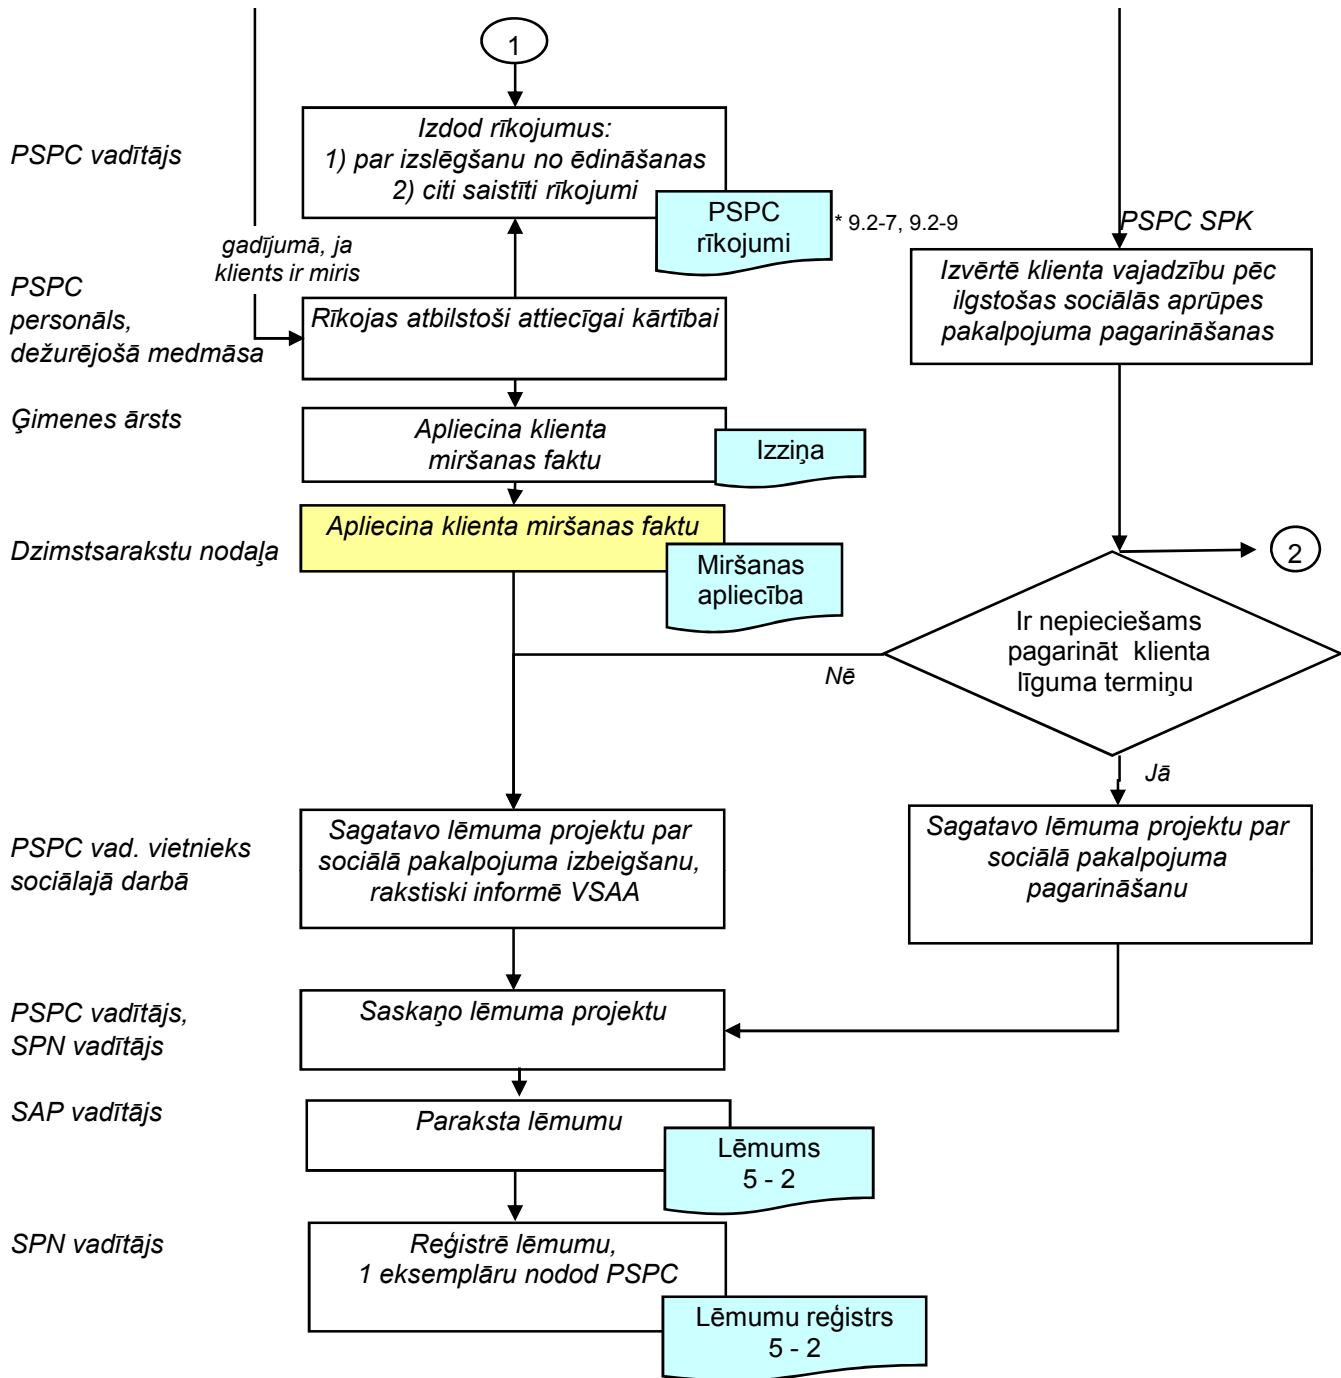 1
PSPC vadītājs
Izdod rīkojumus:
1) par izslēgšanu no ēdināšanas
2) citi saistīti rīkojumi
PSPC
rīkojumi
* 9.2-7, 9.2-9
PSPC SPK
gadījumā, ja
klients ir miris
Izvērtē klienta vajadzību pēc
ilgstošas sociālās aprūpes
pakalpojuma pagarināšanas
PSPC
personāls,
dežurējošā medmāsa
Rīkojas atbilstoši attiecīgai kārtībai
Ģimenes ārsts
Apliecina klienta
miršanas faktu
Izziņa
Dzimstsarakstu nodaļa
Apliecina klienta miršanas faktu
Miršanas
apliecība
2
Ir nepieciešams
pagarināt klienta
līguma termiņu
Nē
Jā
PSPC vad. vietnieks
sociālajā darbā
Sagatavo lēmuma projektu par
sociālā pakalpojuma izbeigšanu,
rakstiski informē VSAA
Sagatavo lēmuma projektu par
sociālā pakalpojuma
pagarināšanu
PSPC vadītājs,
SPN vadītājs
Saskaņo lēmuma projektu
SAP vadītājs
Paraksta lēmumu
Lēmums
5 - 2
SPN vadītājs
Reģistrē lēmumu,
1 eksemplāru nodod PSPC
Lēmumu reģistrs
5 - 2